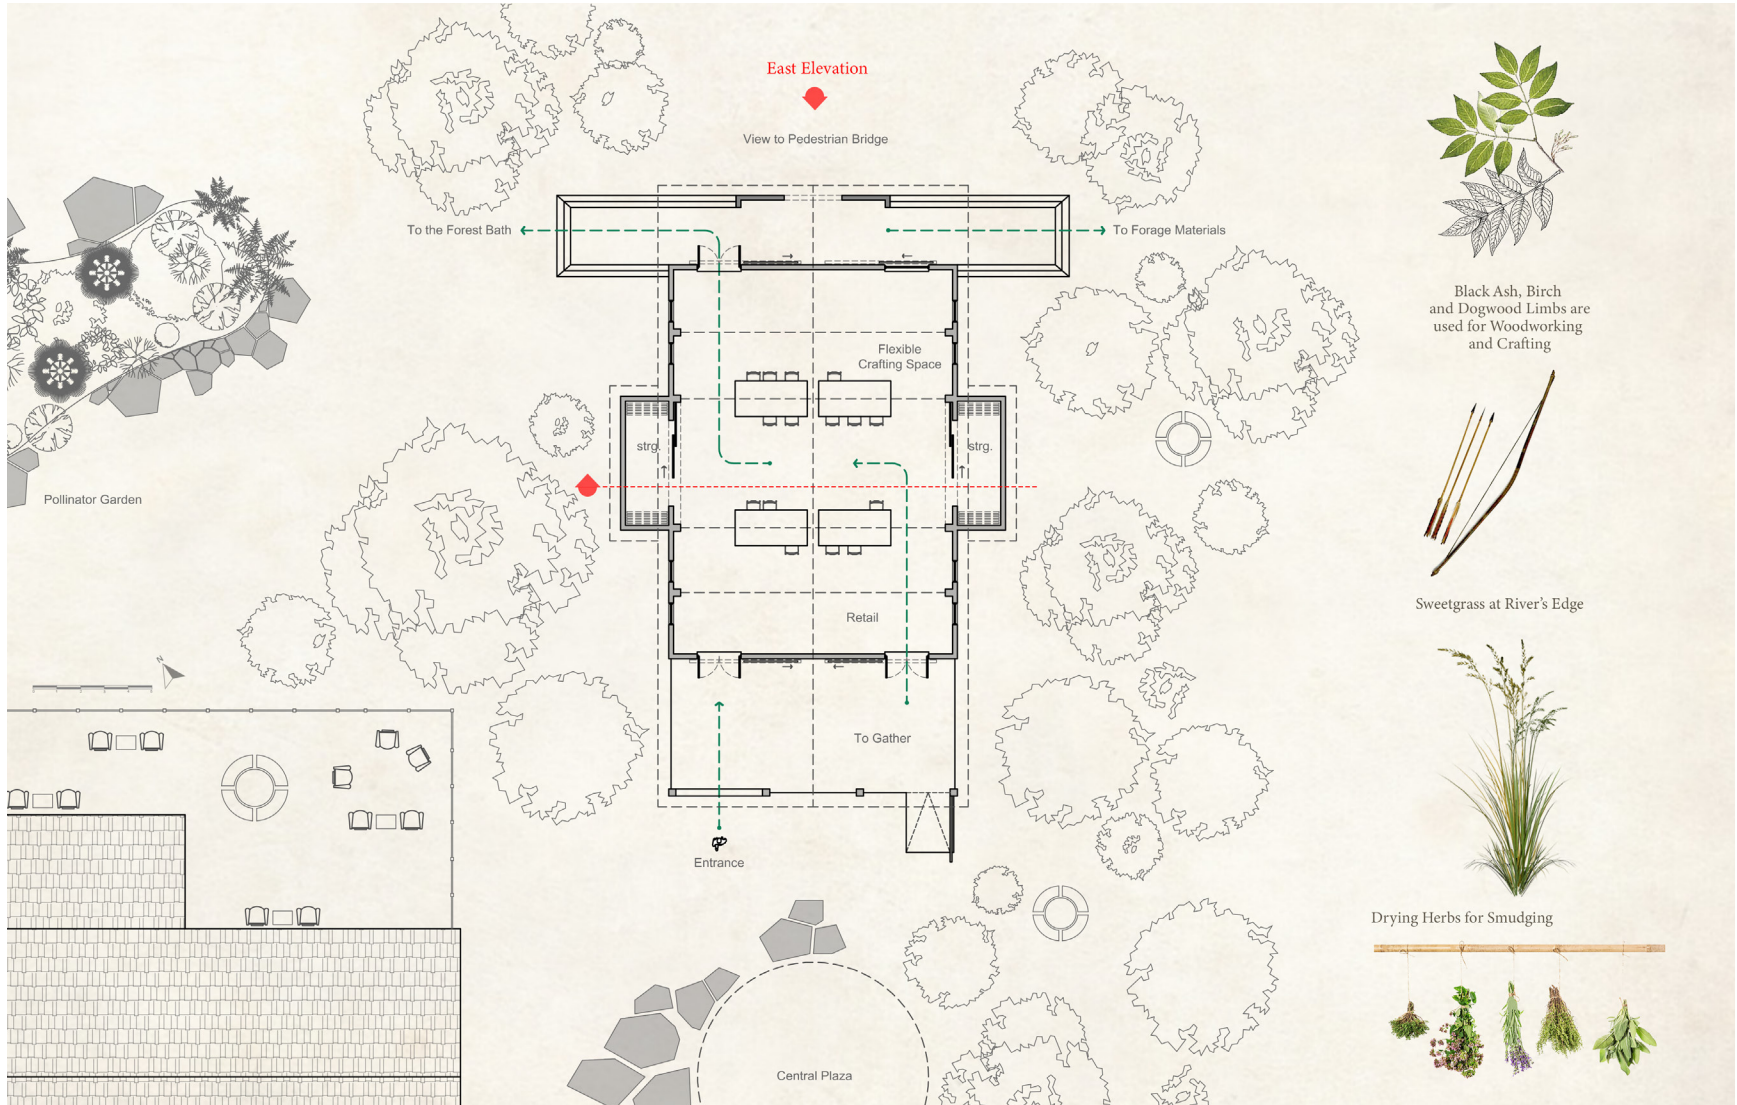 East Elevation
View to Pedestrian Bridge
To the Forest Bath
To Forage Materials
Black Ash, Birch
and Dogwood Limbs are
used for Woodworking
and Crafting
Flexible
Crafting Space
strg.
strg.
Pollinator Garden
Sweetgrass at River's Edge
Retail
N
To Gather
Entrance
Drying Herbs for Smudging
Central Plaza